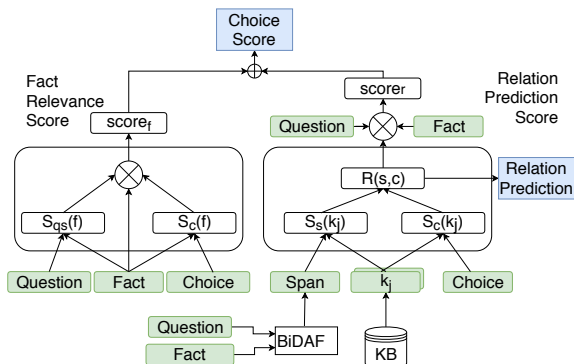 Choice
Score
Fact
Relevance
Score
score_f
score_r
Relation
Prediction
Score
Question
Fact
R(s,c)
Relation
Prediction
S_qs(f)
S_c(f)
S_s(k_j)
S_c(k_j)
Question
Fact
Choice
Span
k_j
Choice
Question
Fact
BiDAF
KB